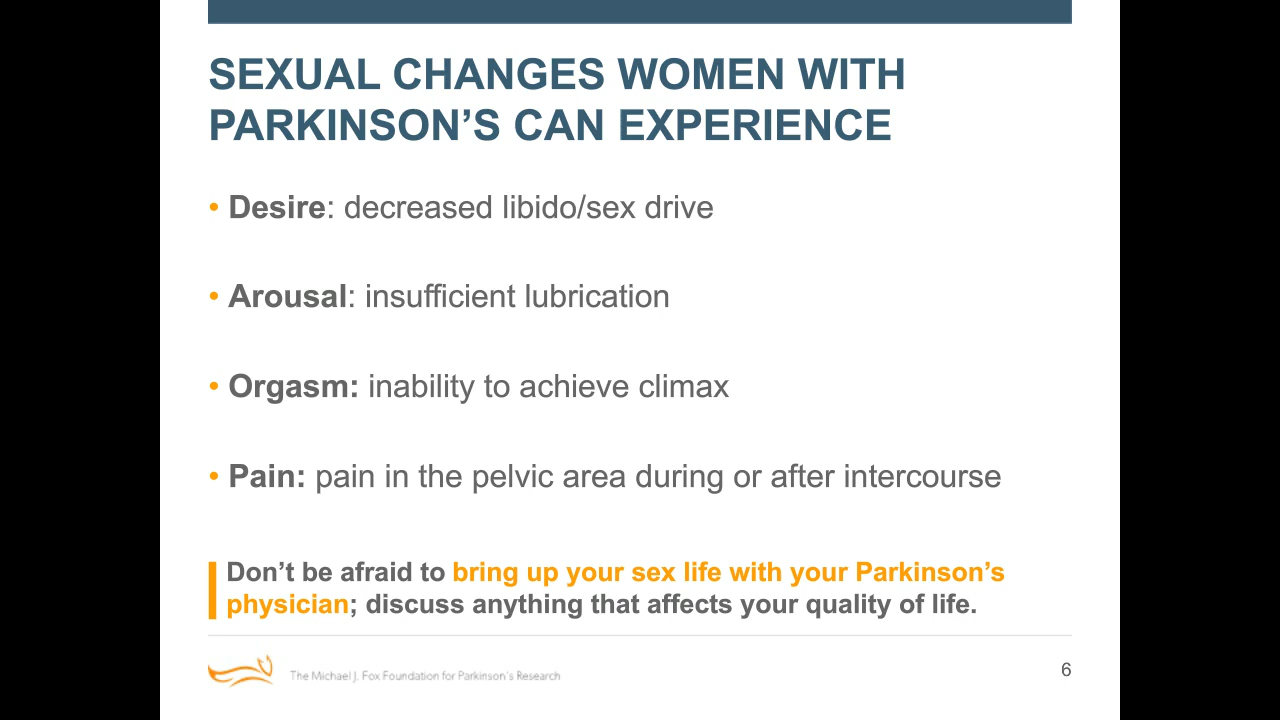 SEXUAL CHANGES WOMEN WITH
PARKINSON’S CAN EXPERIENCE
• Desire: decreased libido/sex drive
• Arousal: insufficient lubrication
• Orgasm: inability to achieve climax
• Pain: pain in the pelvic area during or after intercourse
Don’t be afraid to bring up your sex life with your Parkinson’s
physician; discuss anything that affects your quality of life.
The Michael J. Fox Foundation for Parkinson's Research
6